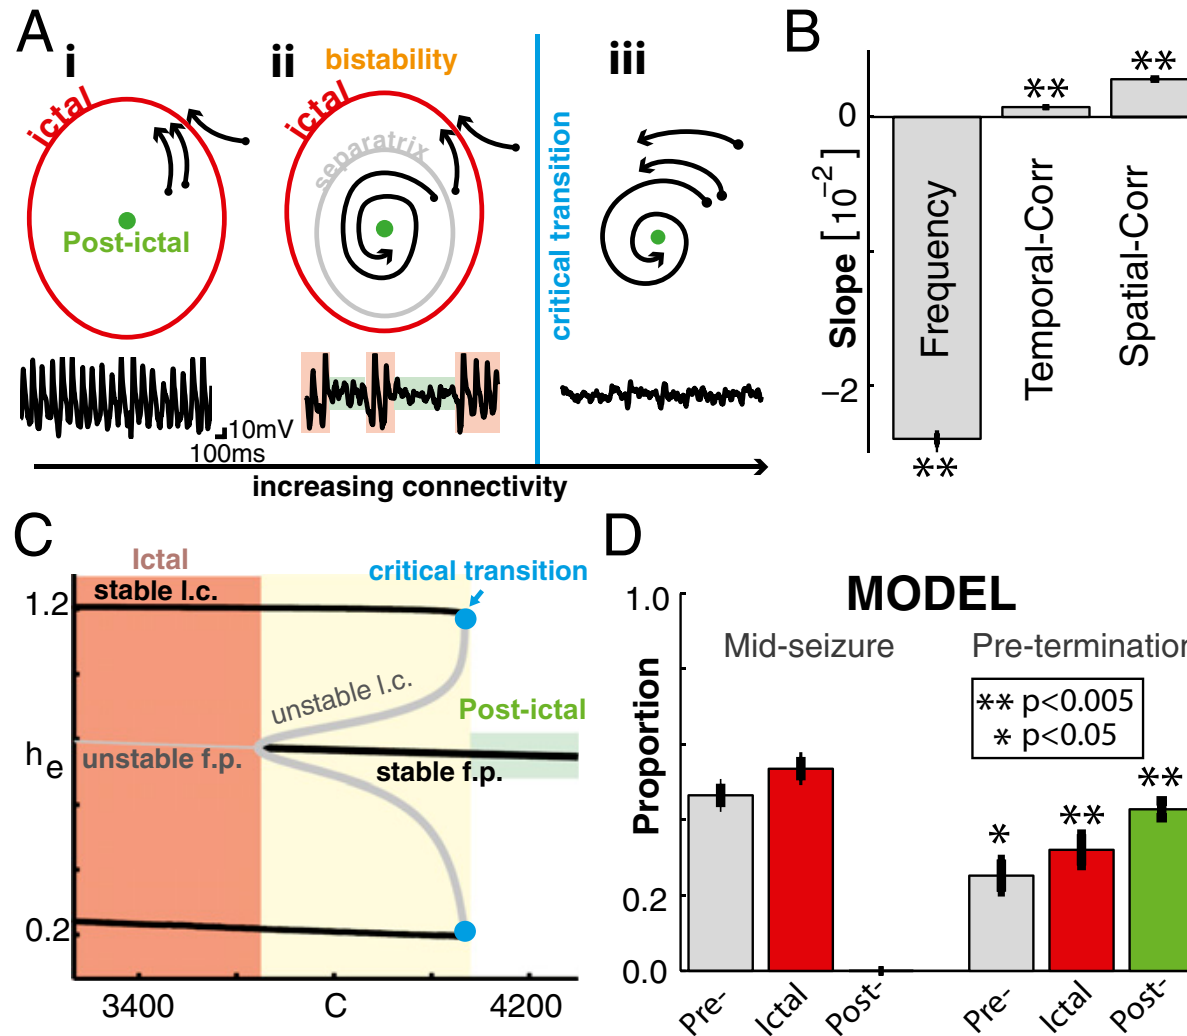 A
i
ii
bistability
iii
ictal
Post-ictal
ictal
separatrix
critical transition
10mV
100ms
increasing connectivity
B
**
**
0
Slope [10⁻²]
−2
Frequency
Temporal-Corr
Spatial-Corr
**
C
Ictal
stable l.c.
critical transition
1.2
unstable l.c.
Post-ictal
he
unstable f.p.
stable f.p.
0.2
3400
C
4200
D
MODEL
1.0
Mid-seizure
Pre-termination
Proportion
** p<0.005
* p<0.05
*
**
**
0.2
0.0
Pre-
Ictal
Post-
Pre-
Ictal
Post-